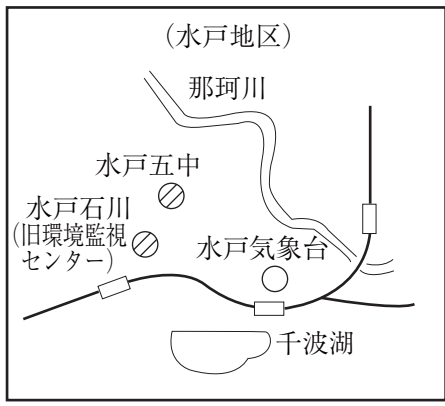 (水戸地区)
那珂川
水戸五中
水戸石川
(旧環境監視
センター)
水戸気象台
千波湖